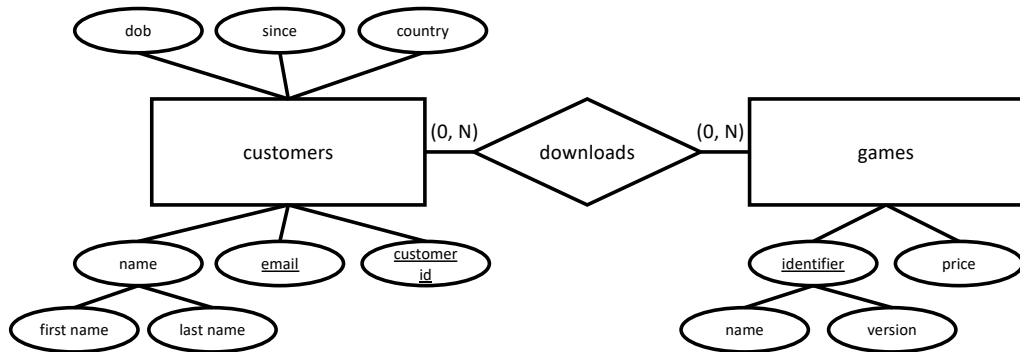 dob
since
country
customers
(0, N)
downloads
(0, N)
games
name
email
customer
id
identifier
price
first name
last name
name
version